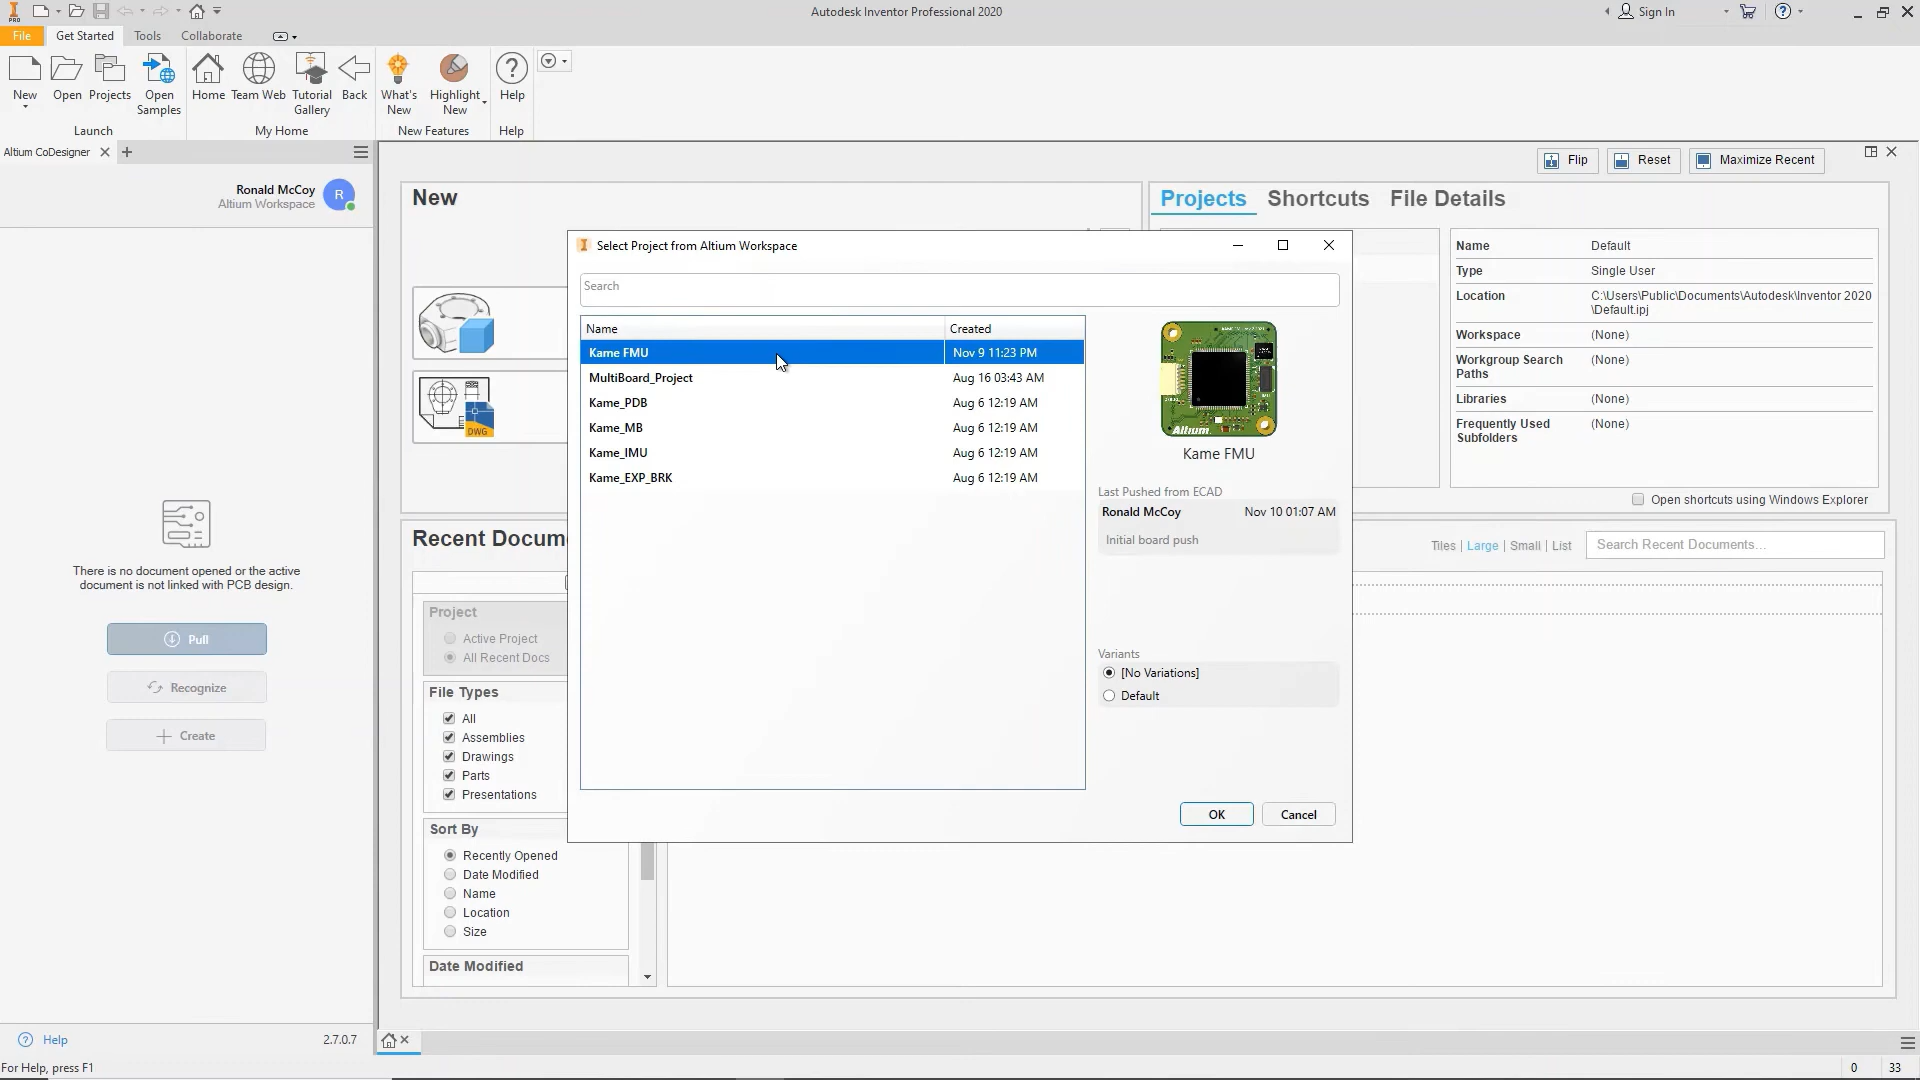 Autodesk Inventor Professional 2020
Sign In
File
Get Started
Tools
Collaborate
New
Open
Projects
Open Samples
Home
Team Web
Tutorial Gallery
Back
What's New
Highlight New
Help
Launch
My Home
New Features
Help
Altium CoDesigner
Ronald McCoy
Altium Workspace
R
There is no document opened or the active
document is not linked with PCB design.
Pull
Recognize
Create
Help
2.7.0.7
For Help, press F1
Flip
Reset
Maximize Recent
New
DWG
Projects
Shortcuts
File Details
Name Default
Type Single User
Location C:\Users\Public\Documents\Autodesk\Inventor 2020
\Default.ipj
Workspace (None)
Workgroup Search (None)
Paths
Libraries (None)
Frequently Used (None)
Subfolders
Open shortcuts using Windows Explorer
Select Project from Altium Workspace
Search
Name Created
Kame FMU Nov 9 11:23 PM
MultiBoard_Project Aug 16 03:43 AM
Kame_PDB Aug 6 12:19 AM
Kame_MB Aug 6 12:19 AM
Kame_IMU Aug 6 12:19 AM
Kame_EXP_BRK Aug 6 12:19 AM
Altium
Kame FMU
Last Pushed from ECAD
Ronald McCoy Nov 10 01:07 AM
Initial board push
Variants
[No Variations]
Default
OK
Cancel
Recent Docum
Tiles | Large | Small | List
Search Recent Documents...
Project
Active Project
All Recent Docs
File Types
All
Assemblies
Drawings
Parts
Presentations
Sort By
Recently Opened
Date Modified
Name
Location
Size
Date Modified
0 33